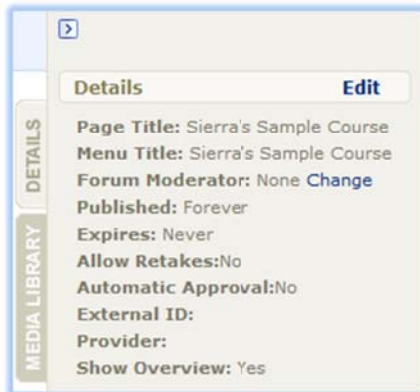 Details Edit
Page Title: Sierra's Sample Course
Menu Title: Sierra's Sample Course
Forum Moderator: None Change
Published: Forever
Expires: Never
Allow Retakes:No
Automatic Approval:No
External ID:
Provider:
Show Overview: Yes
DETAILS
MEDIA LIBRARY